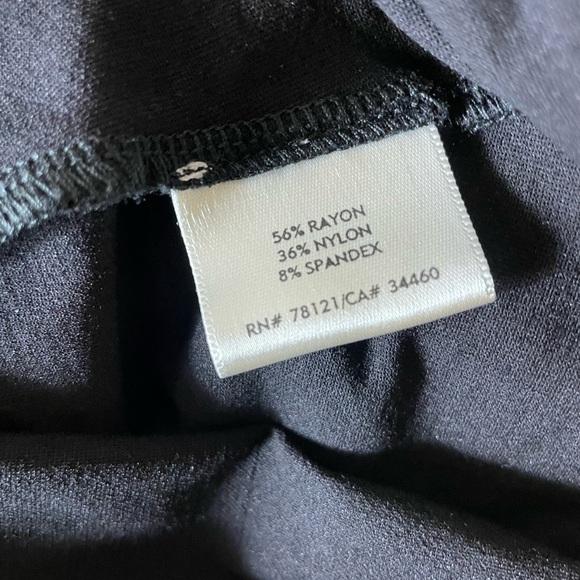 56% RAYON
36% NYLON
8% SPANDEX
RN# 78121/CA# 34460